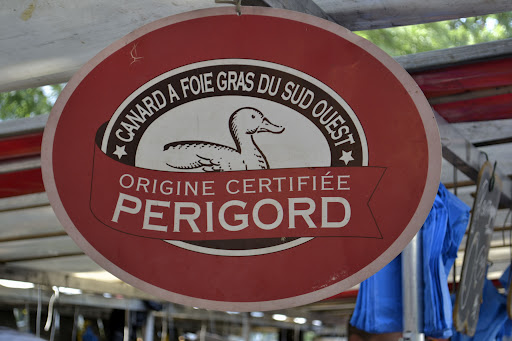 CANARD A FOIE GRAS DU SUD OUEST
ORIGINE CERTIFIÉE
PERIGORD